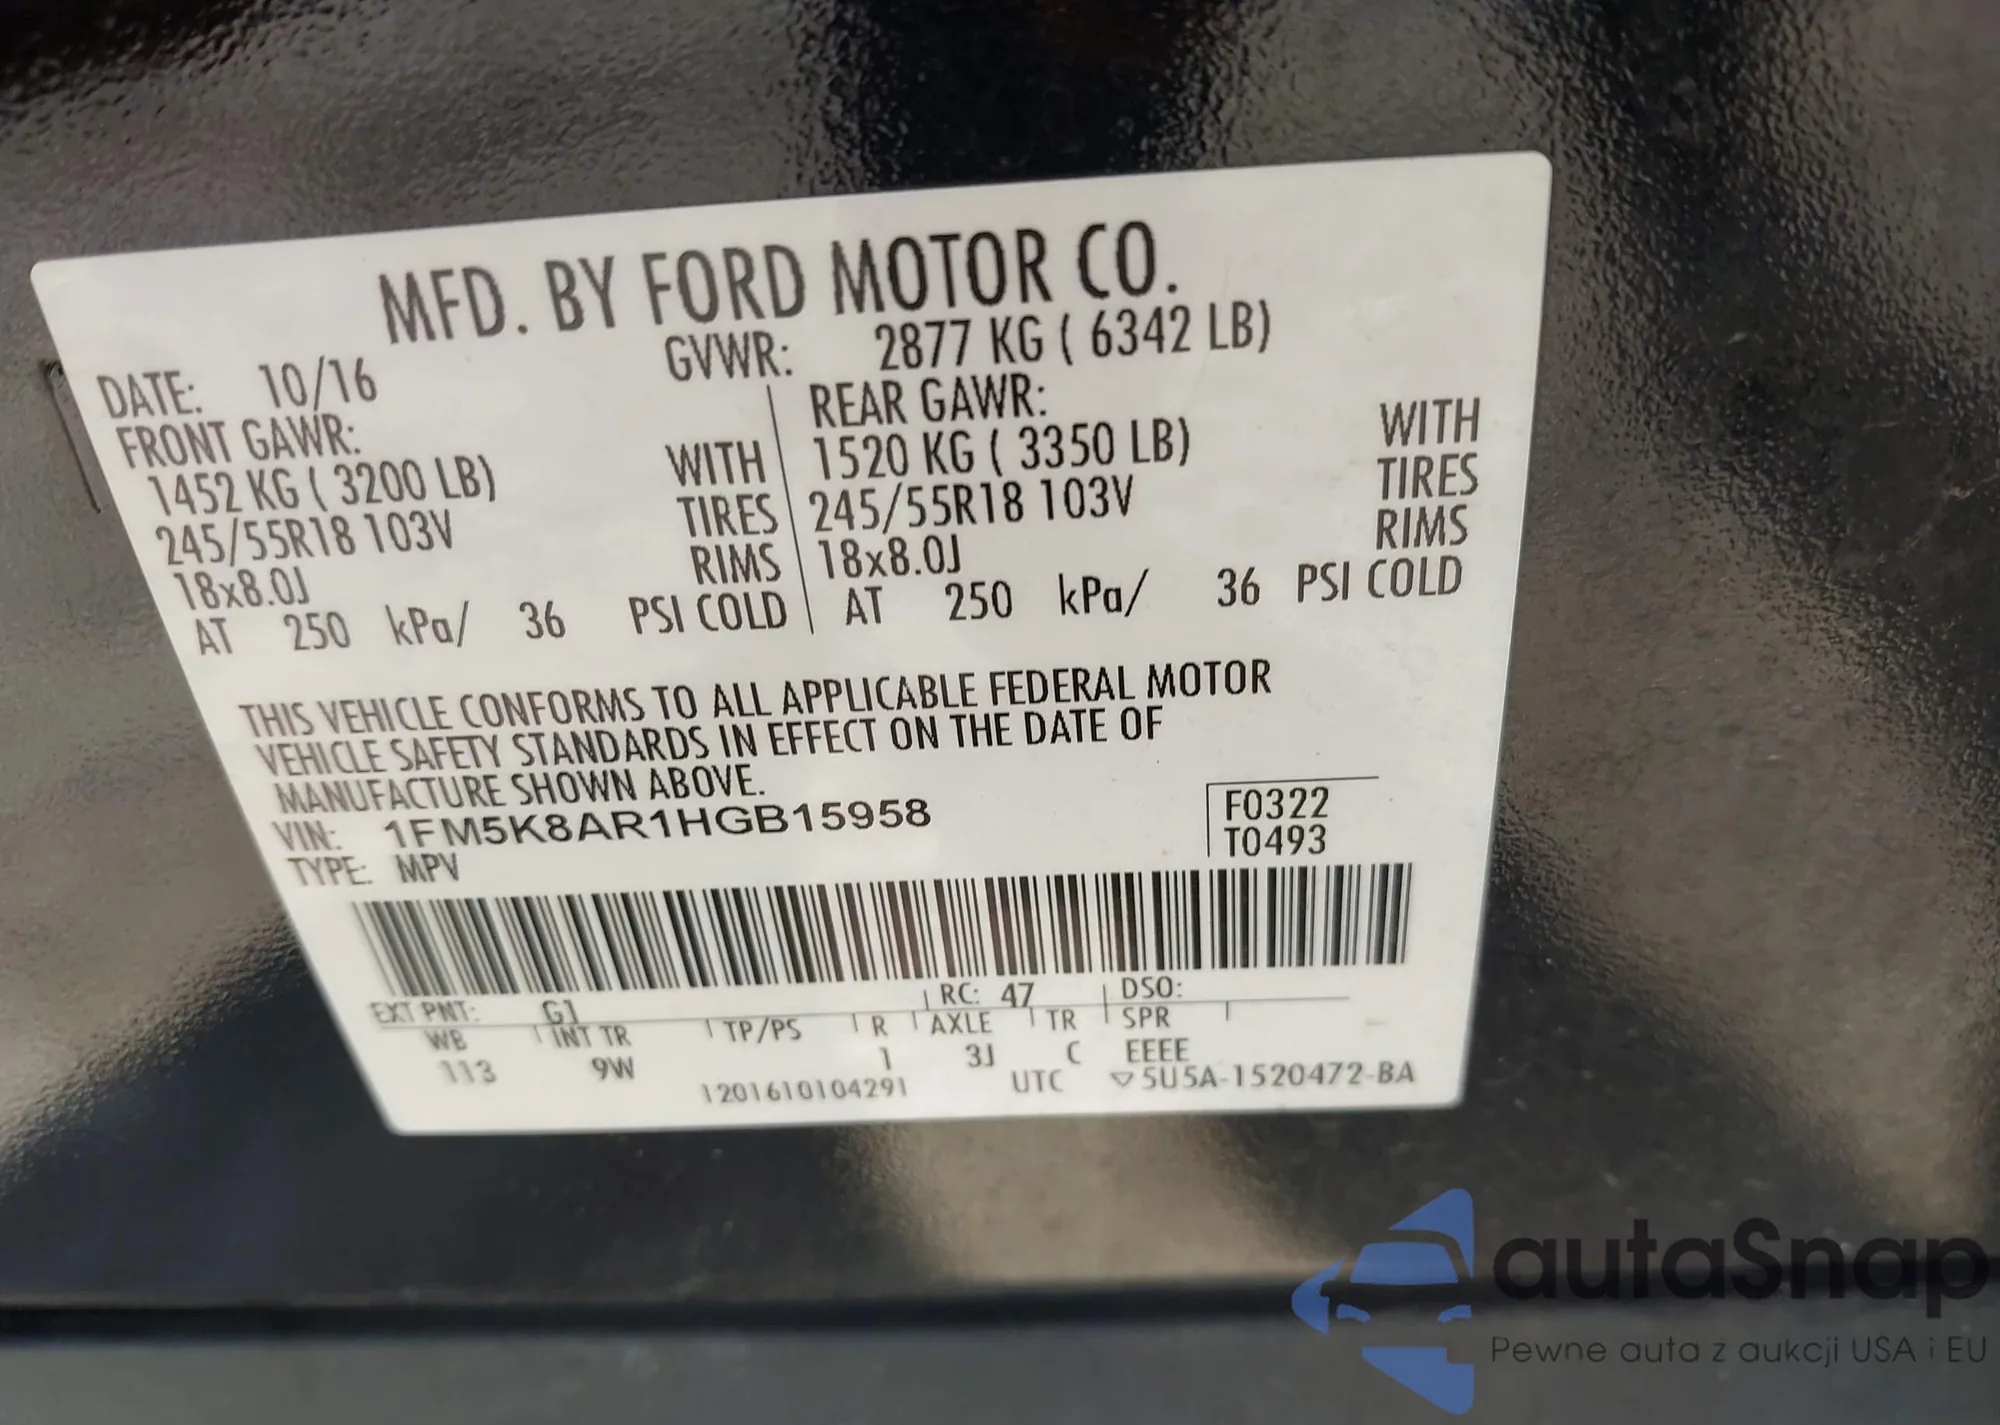 MFD. BY FORD MOTOR CO.
DATE: 10/16 GVWR: 2877 KG ( 6342 LB)
FRONT GAWR: REAR GAWR:
1452 KG ( 3200 LB) WITH 1520 KG ( 3350 LB) WITH
245/55R18 103V TIRES 245/55R18 103V TIRES
18x8.0J RIMS 18x8.0J RIMS
AT 250 kPa/ 36 PSI COLD AT 250 kPa/ 36 PSI COLD
THIS VEHICLE CONFORMS TO ALL APPLICABLE FEDERAL MOTOR
VEHICLE SAFETY STANDARDS IN EFFECT ON THE DATE OF
MANUFACTURE SHOWN ABOVE.
VIN: 1FM5K8AR1HGB15958 F0322
TYPE: MPV T0493
EXT PNT: G1 RC: 47 DSO:
WB INT TR TP/PS R AXLE TR SPR
113 9W 1 3J C EEEE
1201610104291 UTC ▽5U5A-1520472-BA
autaSnap
Pewne auta z aukcji USA i EU